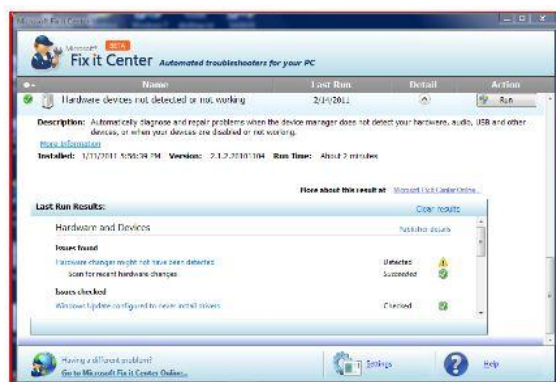 Microsoft Fix it Center
Microsoft®
BETA
Fix it Center Automated troubleshooters for your PC
Name Last Run Detail Action
Hardware devices not detected or not working 2/14/2011 Run
Description: Automatically diagnose and repair problems when the device manager does not detect your hardware, audio, USB and other
devices, or when your devices are disabled or not working.
More Information
Installed: 1/11/2011 5:56:39 PM Version: 2.1.2.20101104 Run Time: About 2 minutes
More about this result at Microsoft Fix it Center Online...
Last Run Results: Clear results
Hardware and Devices Publisher details
Issues found
Hardware changes might not have been detected Detected
Scan for recent hardware changes Succeeded
Issues checked
Windows Update configured to never install drivers Checked
Having a different problem?
Go to Microsoft Fix it Center Online...
Settings Help